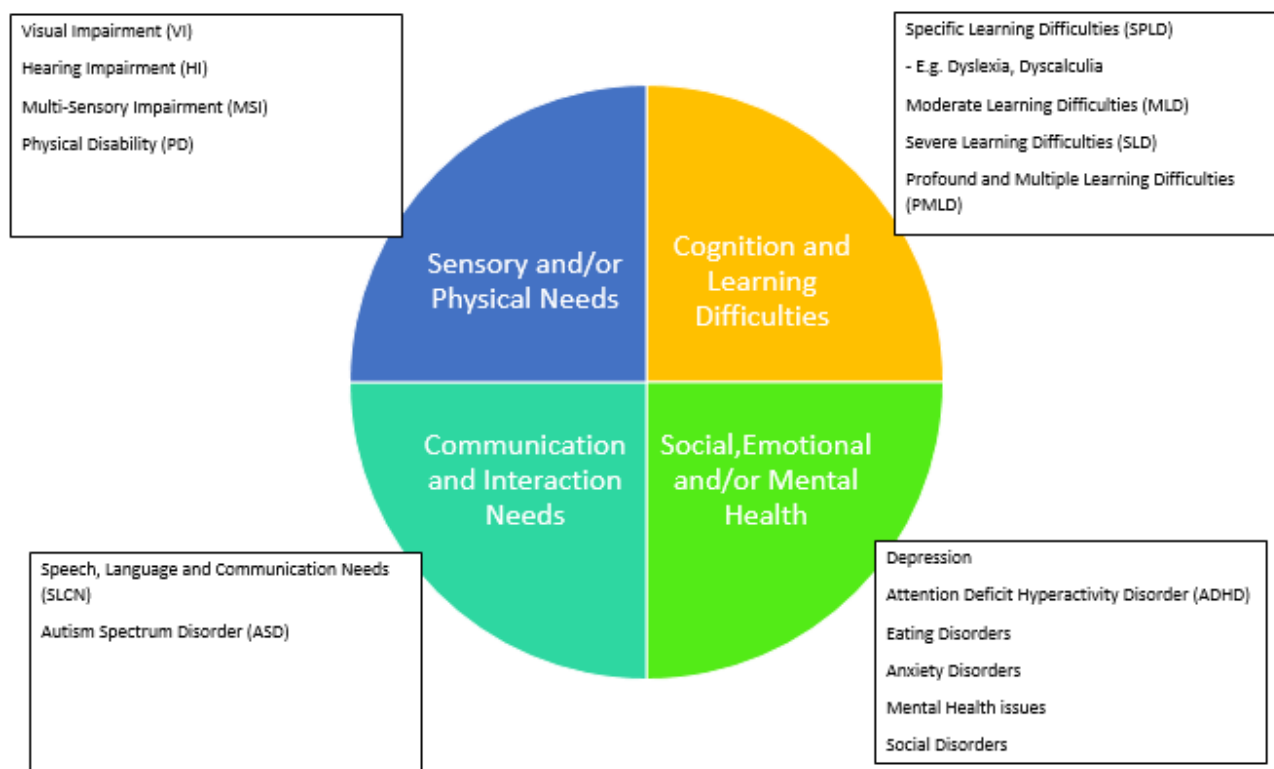 Visual Impairment (VI)
Hearing Impairment (HI)
Multi-Sensory Impairment (MSI)
Physical Disability (PD)
Specific Learning Difficulties (SPLD)
- E.g. Dyslexia, Dyscalculia
Moderate Learning Difficulties (MLD)
Severe Learning Difficulties (SLD)
Profound and Multiple Learning Difficulties
(PMLD)
Sensory and/or
Physical Needs
Cognition and
Learning
Difficulties
Communication
and Interaction
Needs
Social,Emotional
and/or Mental
Health
Speech, Language and Communication Needs
(SLCN)
Autism Spectrum Disorder (ASD)
Depression
Attention Deficit Hyperactivity Disorder (ADHD)
Eating Disorders
Anxiety Disorders
Mental Health issues
Social Disorders